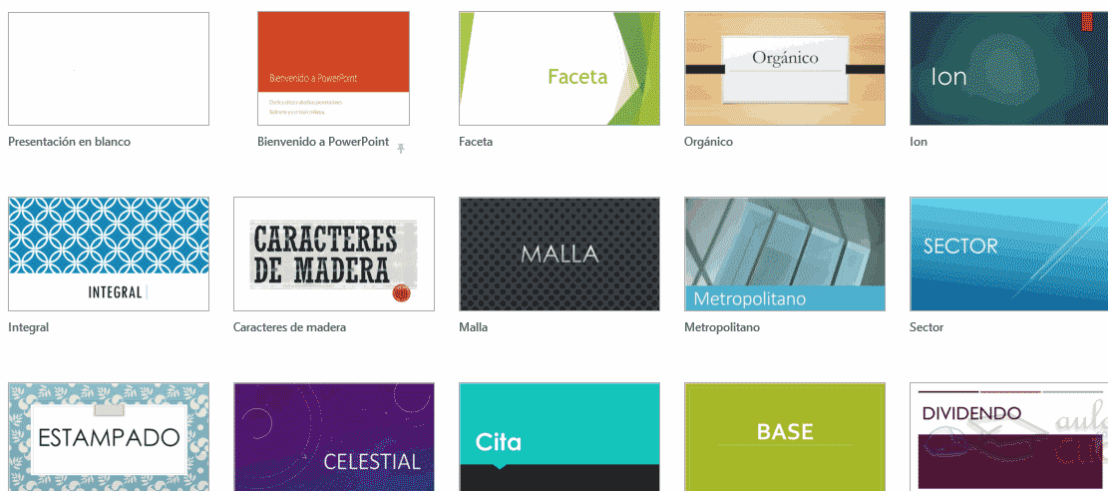 Bienvenido a PowerPoint
Faceta
Orgánico
Ion
Presentación en blanco
Bienvenido a PowerPoint
Faceta
Orgánico
Ion
INTEGRAL
CARACTERES
DE MADERA
MALLA
Metropolitano
SECTOR
Integral
Caracteres de madera
Malla
Metropolitano
Sector
ESTAMPADO
CELESTIAL
Cita
BASE
DIVIDENDO